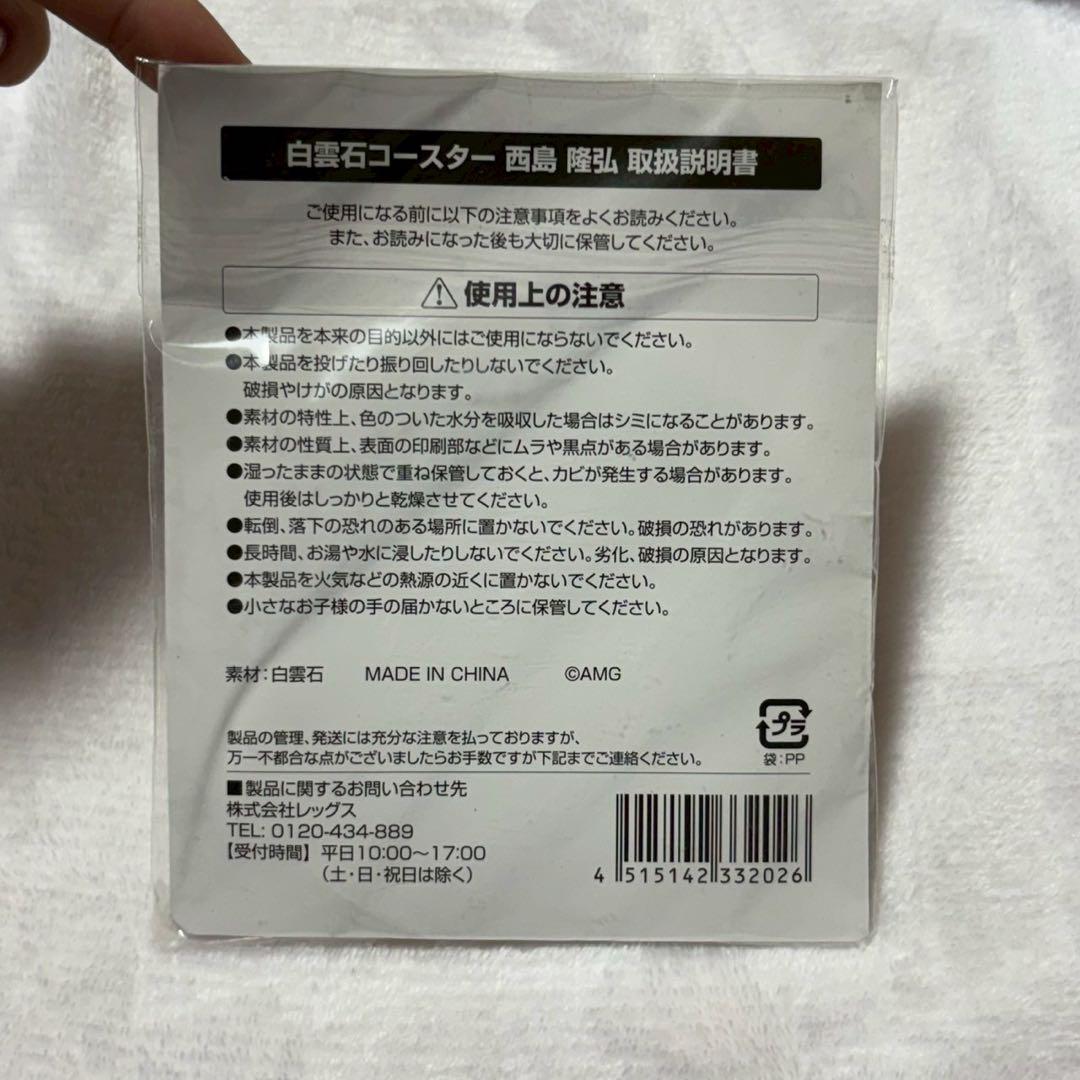 白雲石コースター 西島 隆弘 取扱説明書
ご使用になる前に以下の注意事項をよくお読みください。
また、お読みになった後も大切に保管してください。
使用上の注意
●本製品を本来の目的以外にはご使用にならないでください。
●本製品を投げたり振り回したりしないでください。
破損やけがの原因となります。
●素材の特性上、色のついた水分を吸収した場合はシミになることがあります。
●素材の性質上、表面の印刷部などにムラや黒点がある場合があります。
●湿ったままの状態で重ね保管しておくと、カビが発生する場合があります。
使用後はしっかりと乾燥させてください。
●転倒、落下の恐れのある場所に置かないでください。破損の恐れがあります。
●長時間、お湯や水に浸したりしないでください。劣化、破損の原因となります。
●本製品を火気などの熱源の近くに置かないでください。
●小さなお子様の手の届かないところに保管してください。
素材：白雲石 MADE IN CHINA ©AMG
プラ
袋：PP
製品の管理、発送には充分な注意を払っておりますが、
万一不都合な点がございましたらお手数ですが下記までご連絡ください。
■製品に関するお問い合わせ先
株式会社レッグス
TEL: 0120-434-889
【受付時間】平日10:00〜17:00
（土・日・祝日は除く）
4 515142 332026